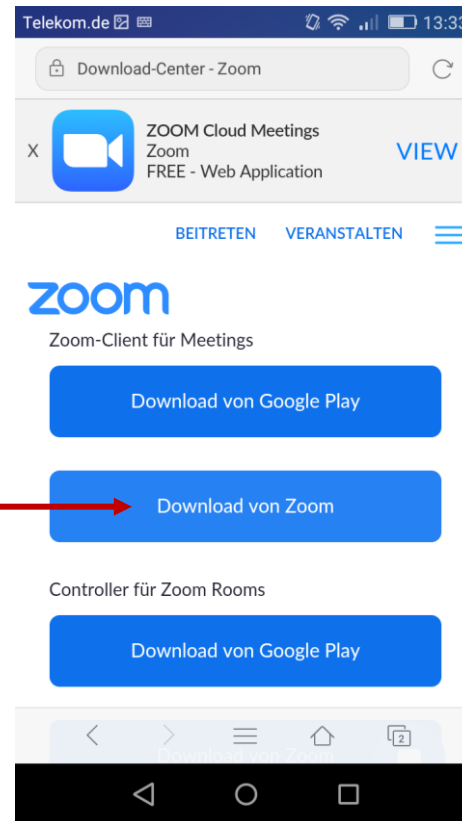 Telekom.de 13:33
Download-Center - Zoom
X
ZOOM Cloud Meetings
Zoom
FREE - Web Application
VIEW
BEITRETEN VERANSTALTEN
zoom
Zoom-Client für Meetings
Download von Google Play
Download von Zoom
Controller für Zoom Rooms
Download von Google Play
Download von Zoom
2